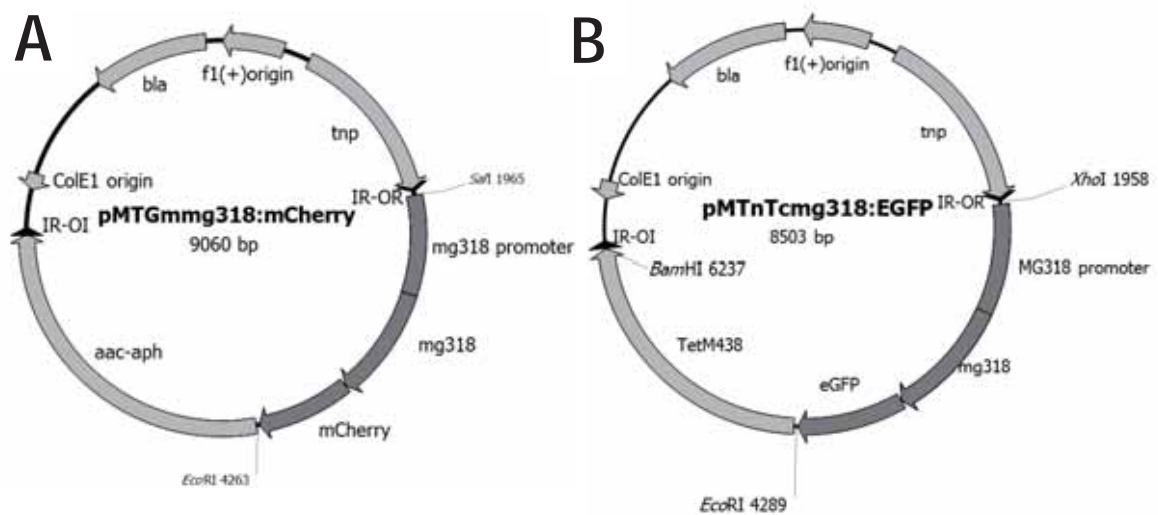 A
bla
f1(+)origin
tnp
ColE1 origin
IR-OR
SalI 1965
IR-OI
pMTGmmg318:mCherry
9060 bp
mg318 promoter
aac-aph
mg318
mCherry
EcoRI 4263
B
bla
f1(+)origin
tnp
ColE1 origin
IR-OR
XhoI 1958
pMTnTcmg318:EGFP
8503 bp
IR-OI
BamHI 6237
MG318 promoter
TetM438
mg318
eGFP
EcoRI 4289